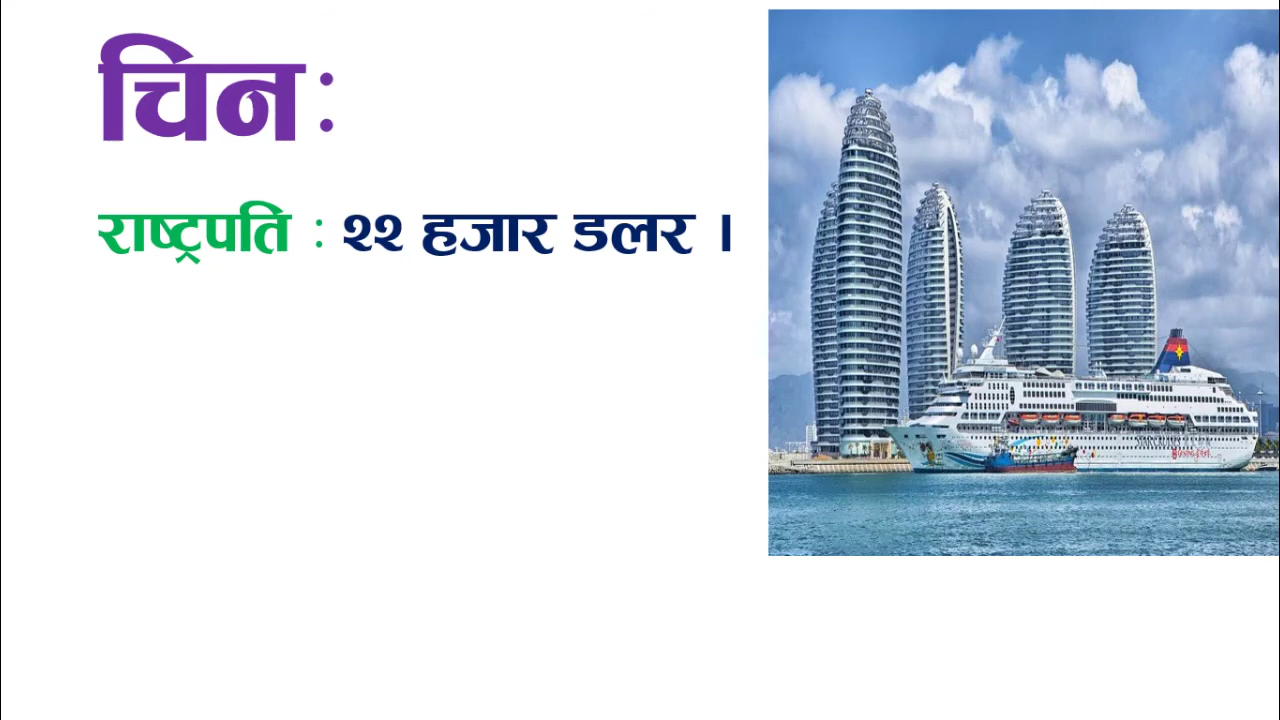 चिनः
राष्ट्रपति : २२ हजार डलर ।